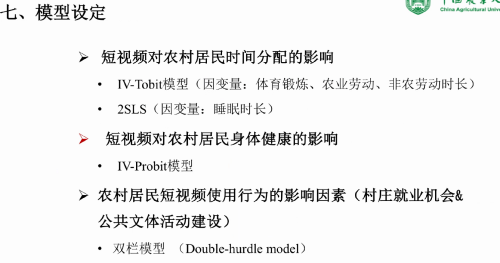 China Agricultural Univ
七、模型设定
➢ 短视频对农村居民时间分配的影响
• IV-Tobit模型（因变量：体育锻炼、农业劳动、非农劳动时长）
• 2SLS（因变量：睡眠时长）
➢ 短视频对农村居民身体健康的影响
• IV-Probit模型
➢ 农村居民短视频使用行为的影响因素（村庄就业机会&
公共文体活动建设）
• 双栏模型 （Double-hurdle model）